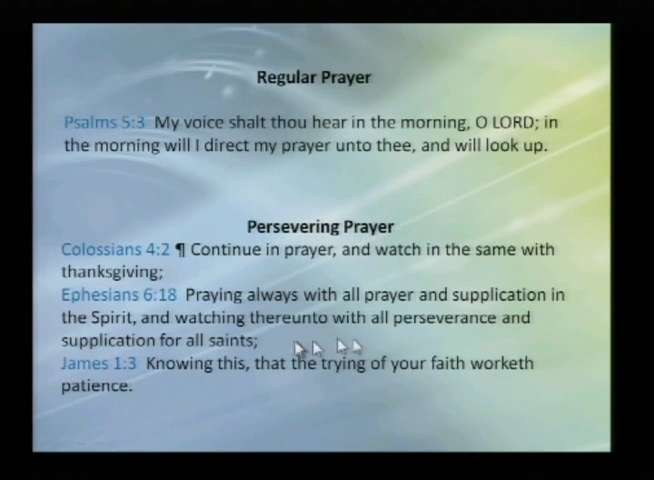 Regular Prayer
Psalms 5:3 My voice shalt thou hear in the morning, O LORD; in
the morning will I direct my prayer unto thee, and will look up.
Persevering Prayer
Colossians 4:2 ¶ Continue in prayer, and watch in the same with
thanksgiving;
Ephesians 6:18 Praying always with all prayer and supplication in
the Spirit, and watching thereunto with all perseverance and
supplication for all saints;
James 1:3 Knowing this, that the trying of your faith worketh
patience.